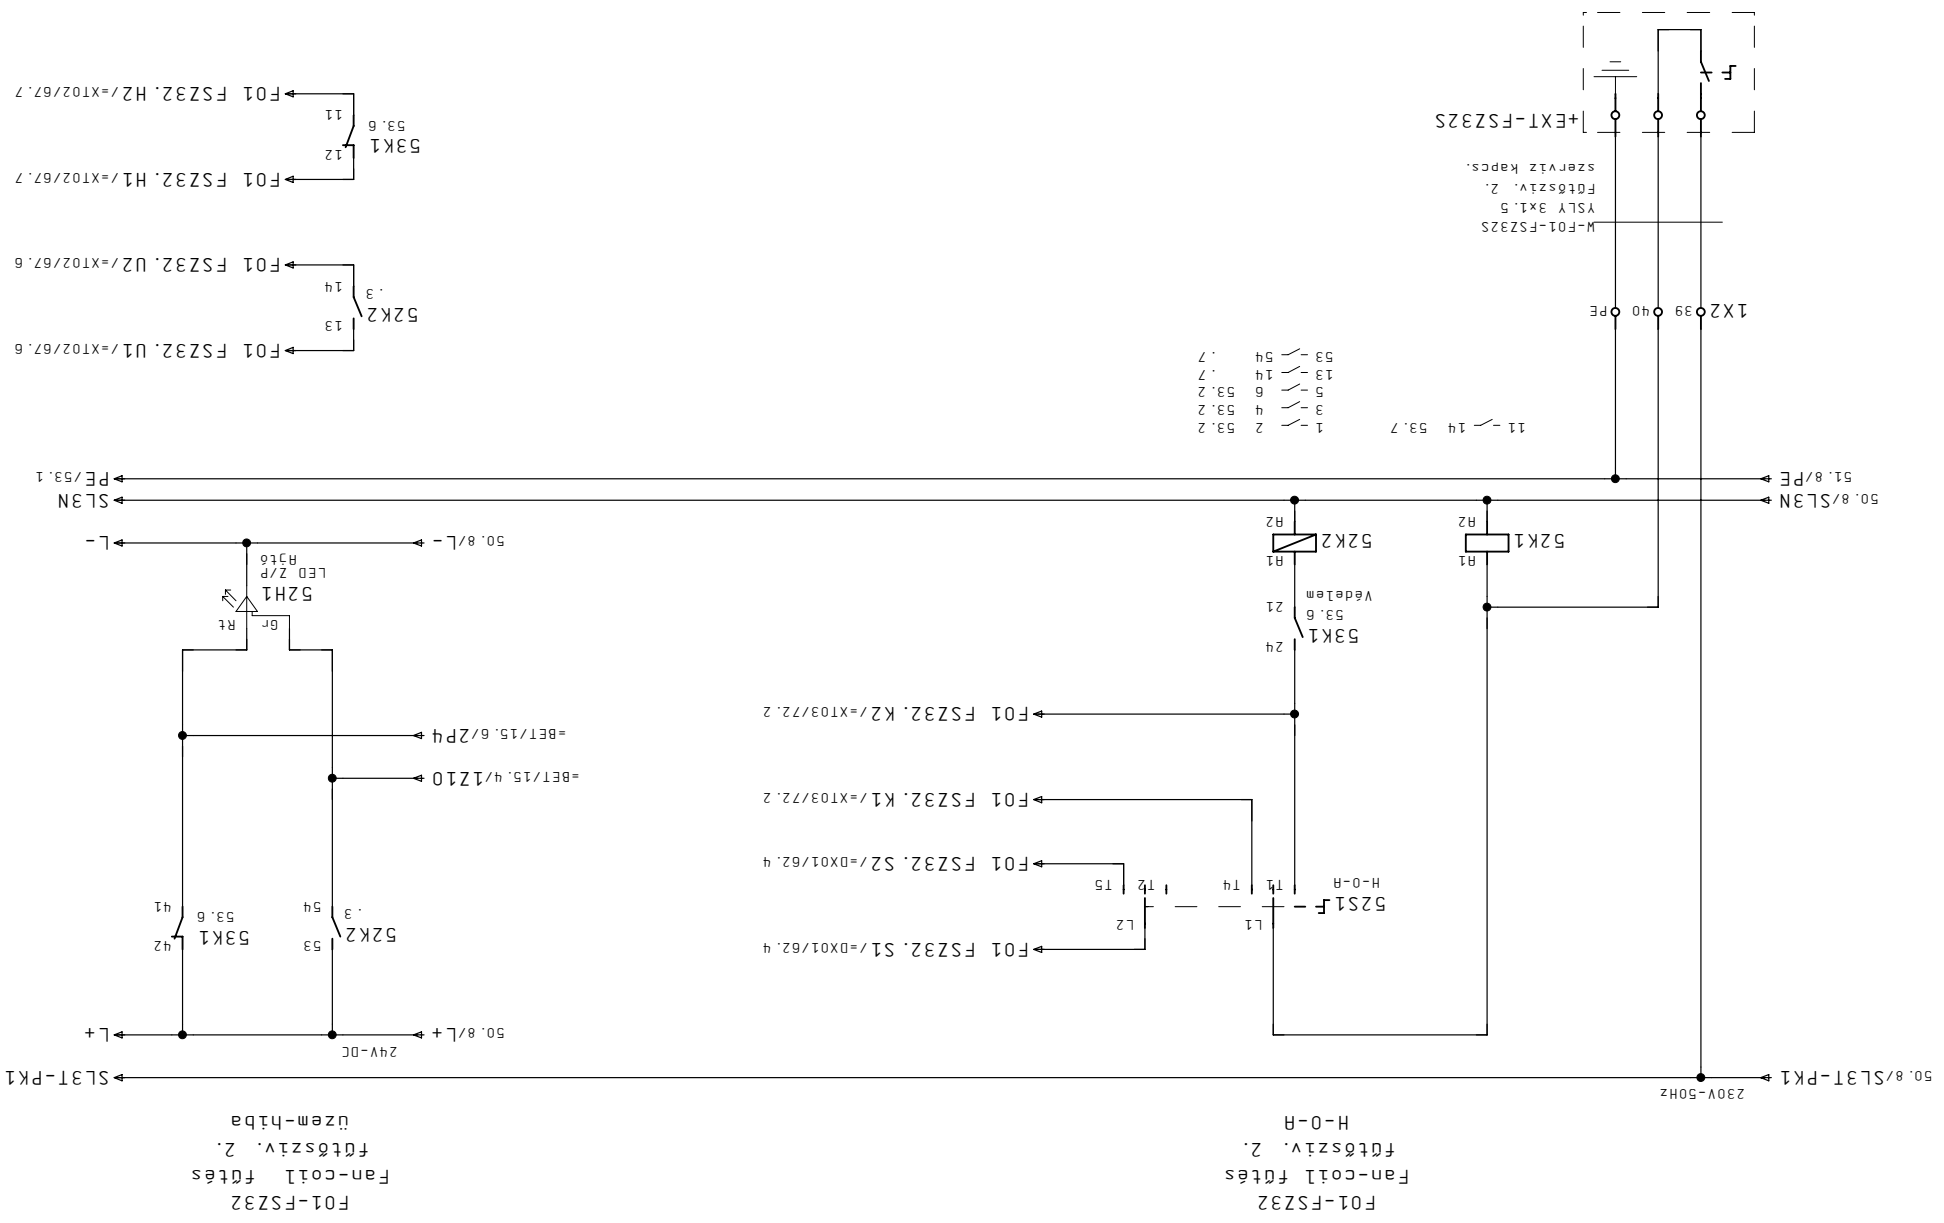 F01-FSZ32
Fan-coil fűtés
fűtősziv. 2.
H-0-A
F01-FSZ32
Fan-coil fűtés
fűtősziv. 2.
üzem-hiba
230V-50Hz
50.8/SL3T-PK1
SL3T-PK1
24V-DC
50.8/L+
L+
F01 FSZ32.S1/=DX01/62.4
L1
L2
52S1
H-0-A
T1
T4
T2
T5
F01 FSZ32.S2/=DX01/62.4
F01 FSZ32.K1/=XT03/72.2
F01 FSZ32.K2/=XT03/72.2
52K2
.3
53
54
53K1
53.6
42
41
=BET/15.4/1Z10
=BET/15.6/2P4
53K1
53.6
Védelem
24
21
Gr
Rt
52H1
LED Z/P
Ajtó
52K1
A1
A2
52K2
A1
A2
50.8/L-
L-
50.8/SL3N
SL3N
51.8/PE
PE/53.1
11 14 53.7
1 2 53.2
3 4 53.2
5 6 53.2
13 14 .7
53 54 .7
1X2
39
40
PE
F01 FSZ32.U1/=XT02/67.6
52K2
.3
13
14
F01 FSZ32.U2/=XT02/67.6
W-F01-FSZ32S
YSLY 3x1.5
Fűtősziv. 2.
szerviz kapcs.
F01 FSZ32.H1/=XT02/67.7
53K1
53.6
12
11
F01 FSZ32.H2/=XT02/67.7
+EXT-FSZ32S